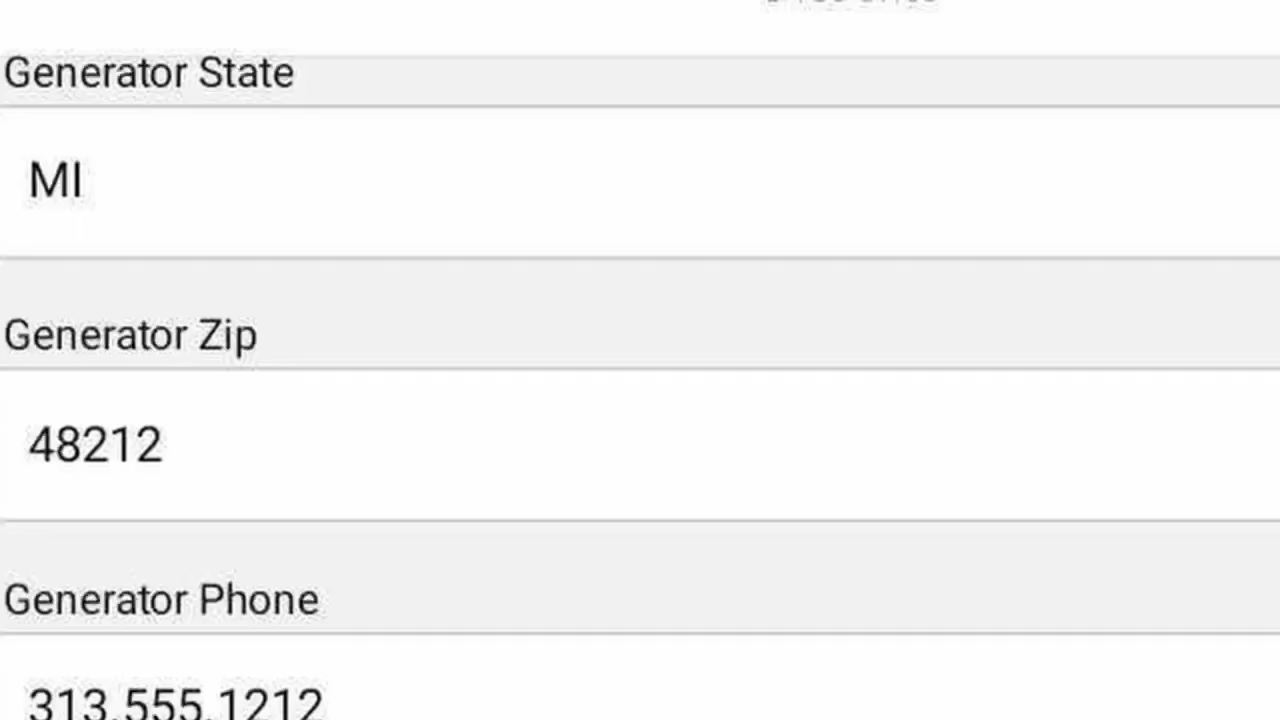 Generator State
MI
Generator Zip
48212
Generator Phone
313.555.1212